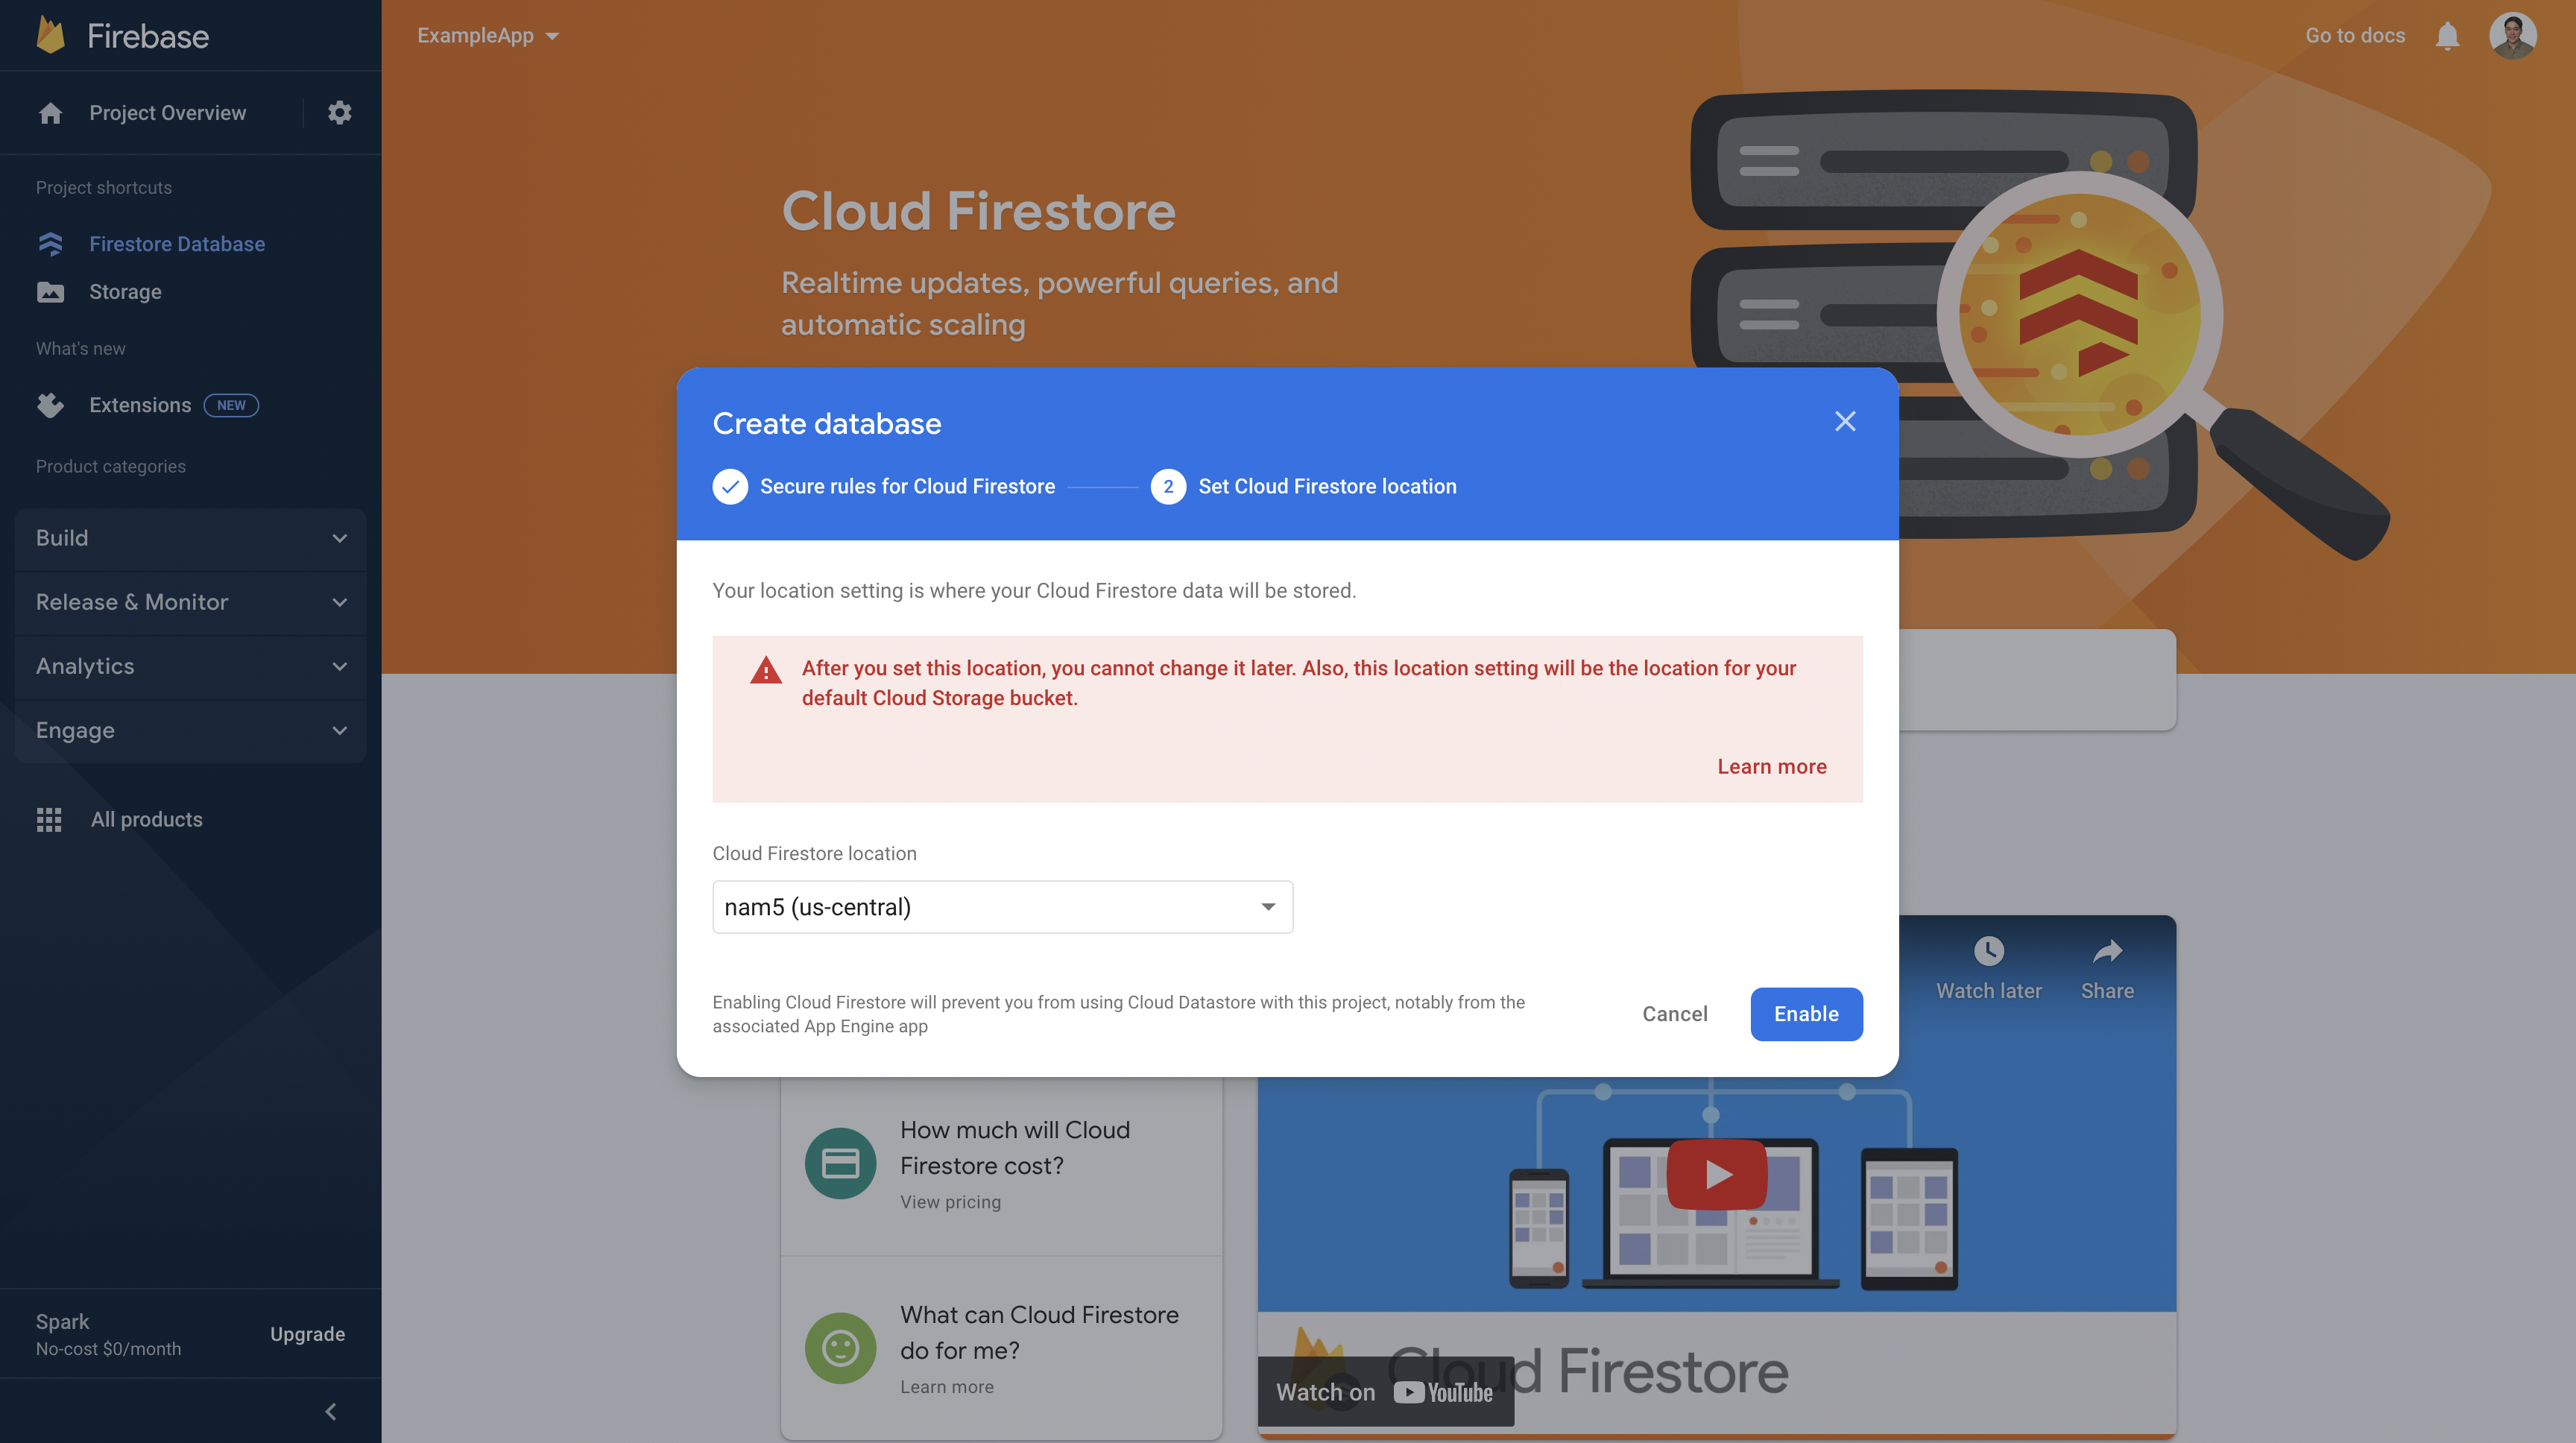 Firebase
Project Overview
Project shortcuts
Firestore Database
Storage
What's new
Extensions NEW
Product categories
Build
Release & Monitor
Analytics
Engage
All products
Spark
No-cost $0/month
Upgrade
ExampleApp
Go to docs
Cloud Firestore
Realtime updates, powerful queries, and
automatic scaling
Create database
Secure rules for Cloud Firestore
2 Set Cloud Firestore location
Your location setting is where your Cloud Firestore data will be stored.
After you set this location, you cannot change it later. Also, this location setting will be the location for your
default Cloud Storage bucket.
Learn more
Cloud Firestore location
nam5 (us-central)
Enabling Cloud Firestore will prevent you from using Cloud Datastore with this project, notably from the
associated App Engine app
Cancel
Enable
How much will Cloud
Firestore cost?
View pricing
What can Cloud Firestore
do for me?
Learn more
Watch later
Share
Cloud Firestore
Watch on YouTube